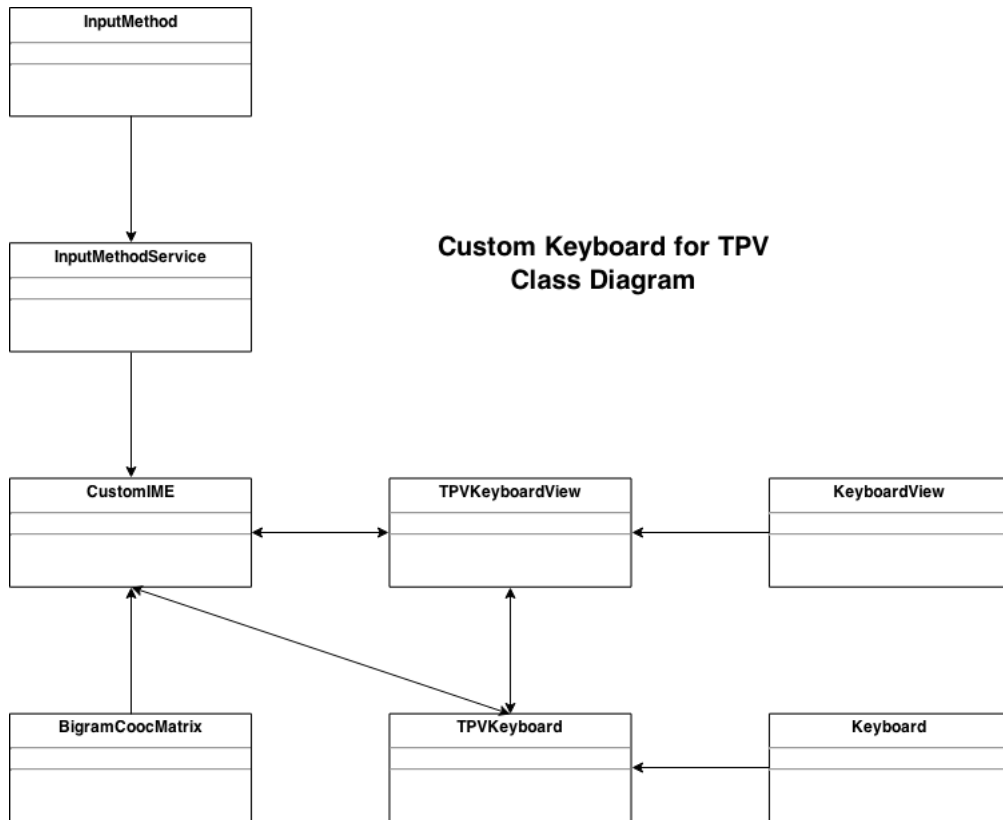 InputMethod
InputMethodService
Custom Keyboard for TPV
Class Diagram
CustomIME
TPVKeyboardView
KeyboardView
BigramCoocMatrix
TPVKeyboard
Keyboard